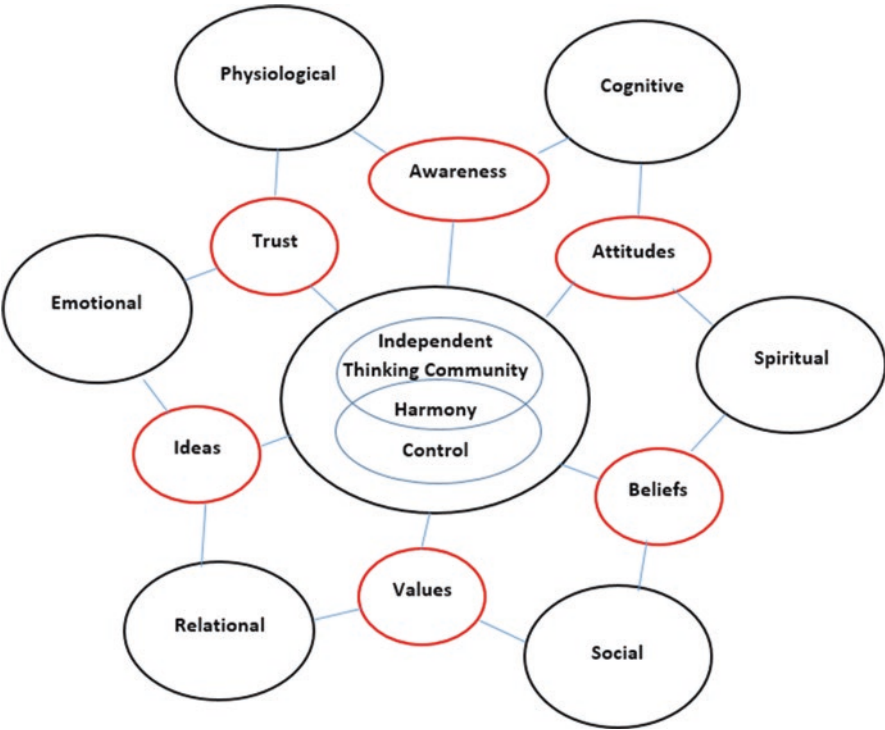 Physiological
Cognitive
Awareness
Trust
Attitudes
Emotional
Independent
Thinking Community
Harmony
Control
Spiritual
Ideas
Beliefs
Values
Relational
Social